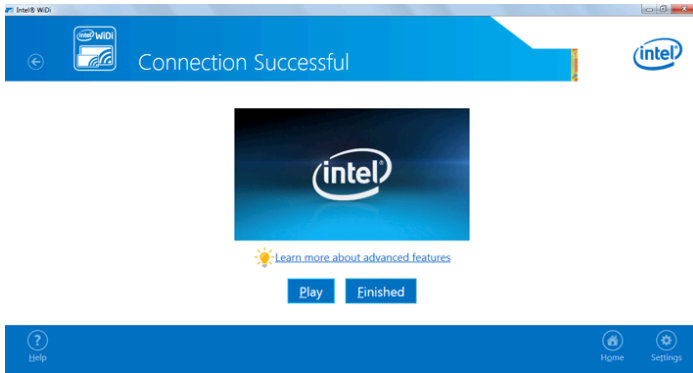 Intel® WiDi
intel WiDi
Connection Successful
intel
intel
Learn more about advanced features
Play
Finished
?
Help
Home
Settings